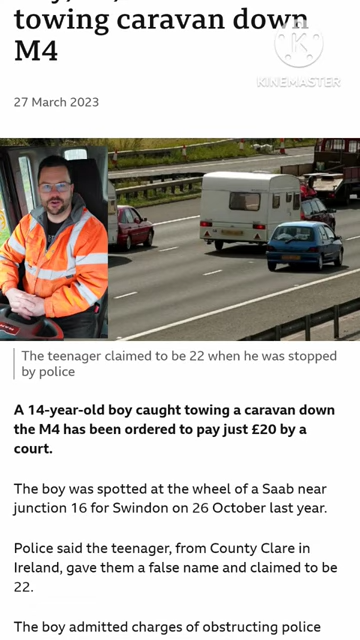 towing caravan down
M4
KINEMASTER
27 March 2023
The teenager claimed to be 22 when he was stopped
by police
A 14-year-old boy caught towing a caravan down
the M4 has been ordered to pay just £20 by a
court.
The boy was spotted at the wheel of a Saab near
junction 16 for Swindon on 26 October last year.
Police said the teenager, from County Clare in
Ireland, gave them a false name and claimed to be
22.
The boy admitted charges of obstructing police